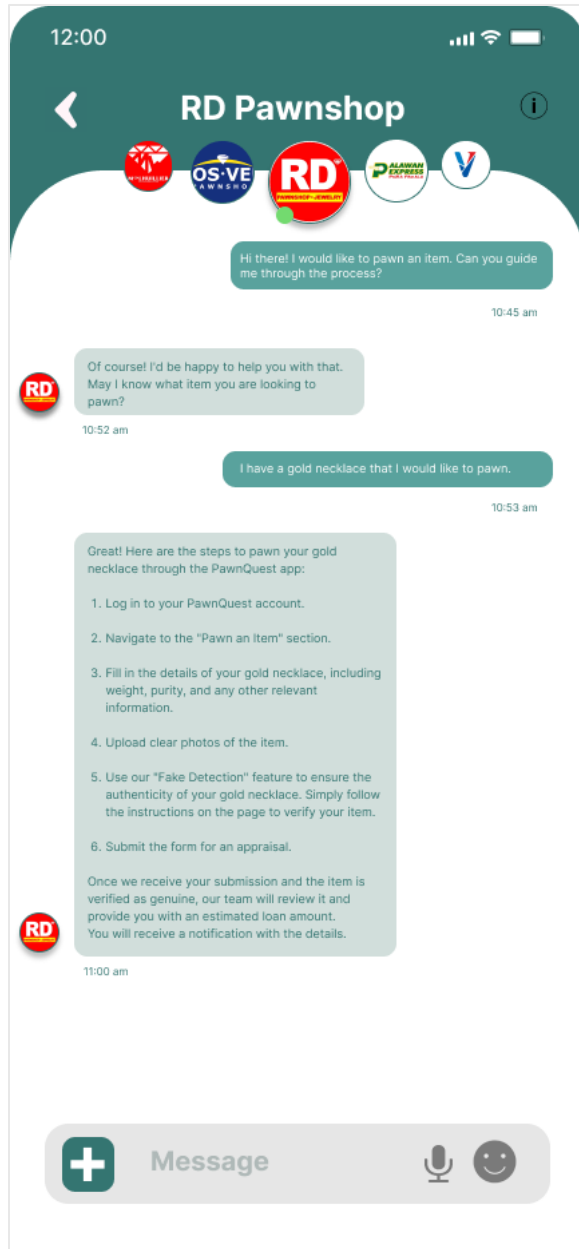 12:00
RD Pawnshop
OS-VE
AWNSHO
RD
PAWNSHOP JEWELRY
PALAWAN
EXPRESS
PERA PADALA
V
Hi there! I would like to pawn an item. Can you guide
me through the process?
10:45 am
Of course! I'd be happy to help you with that.
May I know what item you are looking to
pawn?
RD
10:52 am
I have a gold necklace that I would like to pawn.
10:53 am
Great! Here are the steps to pawn your gold
necklace through the PawnQuest app:
1. Log in to your PawnQuest account.
2. Navigate to the "Pawn an Item" section.
3. Fill in the details of your gold necklace, including
weight, purity, and any other relevant
information.
4. Upload clear photos of the item.
5. Use our "Fake Detection" feature to ensure the
authenticity of your gold necklace. Simply follow
the instructions on the page to verify your item.
6. Submit the form for an appraisal.
Once we receive your submission and the item is
verified as genuine, our team will review it and
provide you with an estimated loan amount.
You will receive a notification with the details.
RD
11:00 am
Message